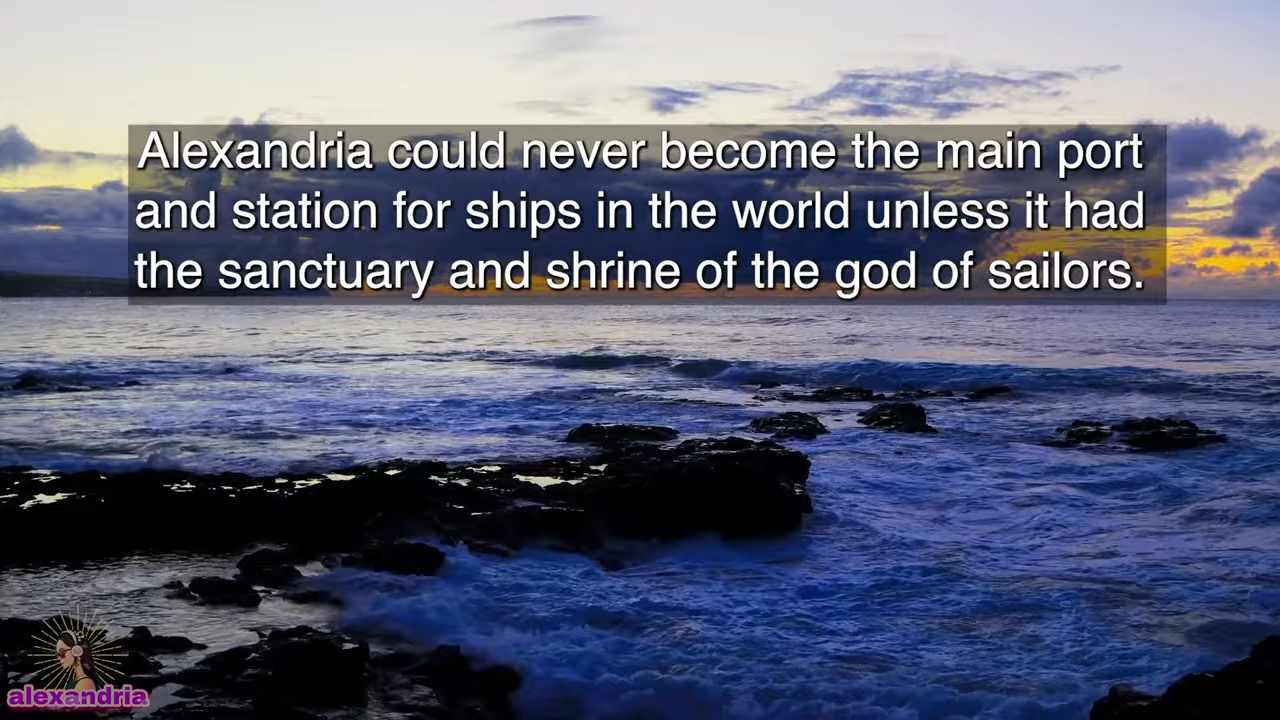 Alexandria could never become the main port
and station for ships in the world unless it had
the sanctuary and shrine of the god of sailors.
alexandria